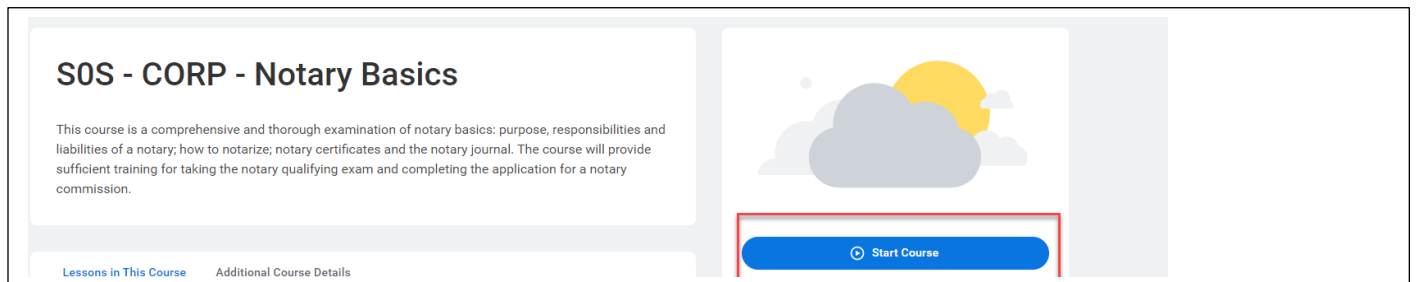 S0S - CORP - Notary Basics
This course is a comprehensive and thorough examination of notary basics: purpose, responsibilities and
liabilities of a notary; how to notarize; notary certificates and the notary journal. The course will provide
sufficient training for taking the notary qualifying exam and completing the application for a notary
commission.
Start Course
Lessons in This Course Additional Course Details